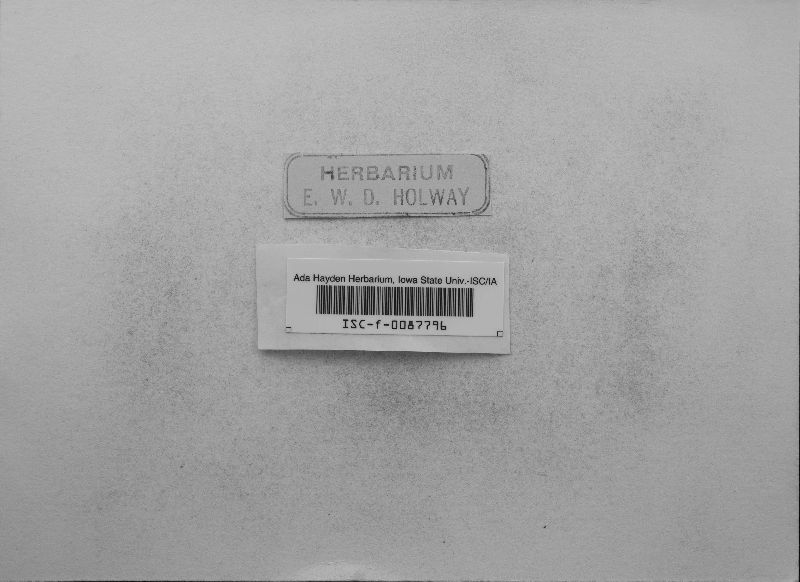 HERBARIUM
E. W. D. HOLWAY
Ada Hayden Herbarium, Iowa State Univ.-ISC/IA
ISC-f-0087796